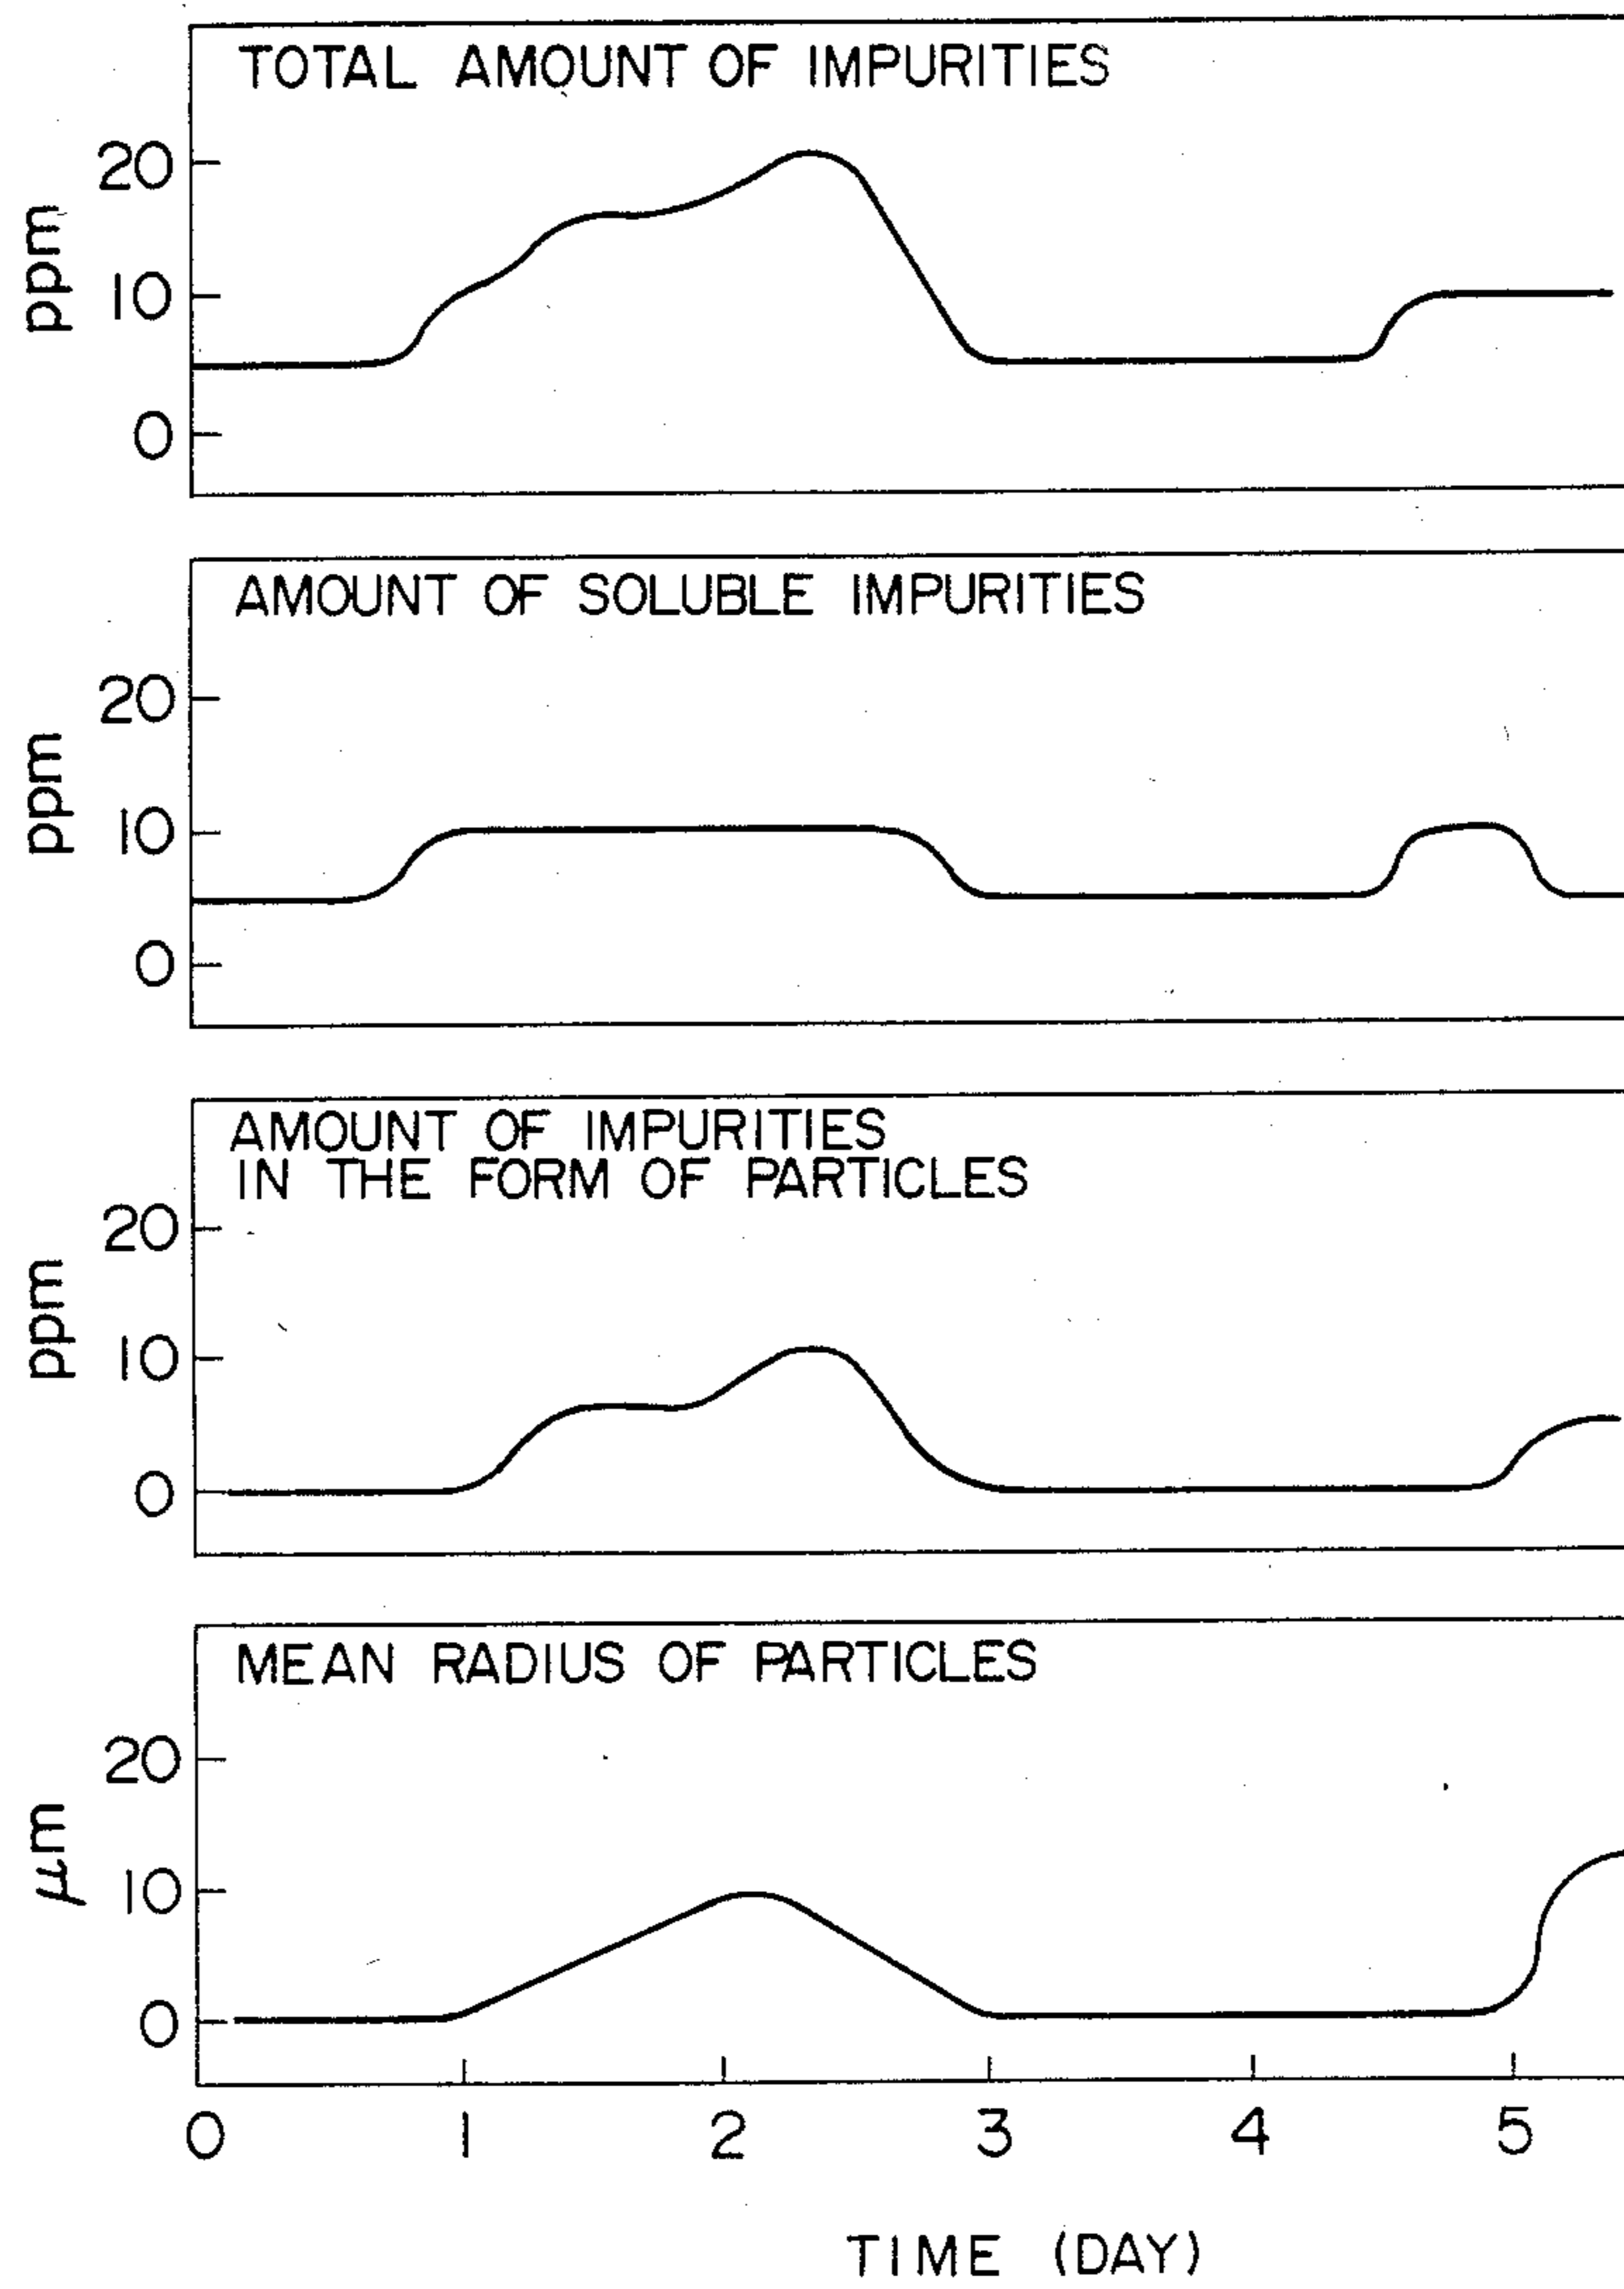 TOTAL AMOUNT OF IMPURITIES
20
10
0
ppm
AMOUNT OF SOLUBLE IMPURITIES
20
10
0
ppm
AMOUNT OF IMPURITIES
IN THE FORM OF PARTICLES
20
10
0
ppm
MEAN RADIUS OF PARTICLES
20
10
0
μm
0 1 2 3 4 5
TIME (DAY)